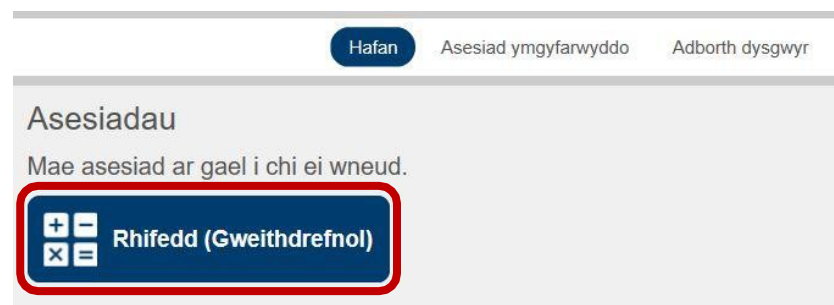 Hafan Asesiad ymgyfarwyddo Adborth dysgwyr
Asesiadau
Mae asesiad ar gael i chi ei wneud.
Rhifedd (Gweithdrefnol)